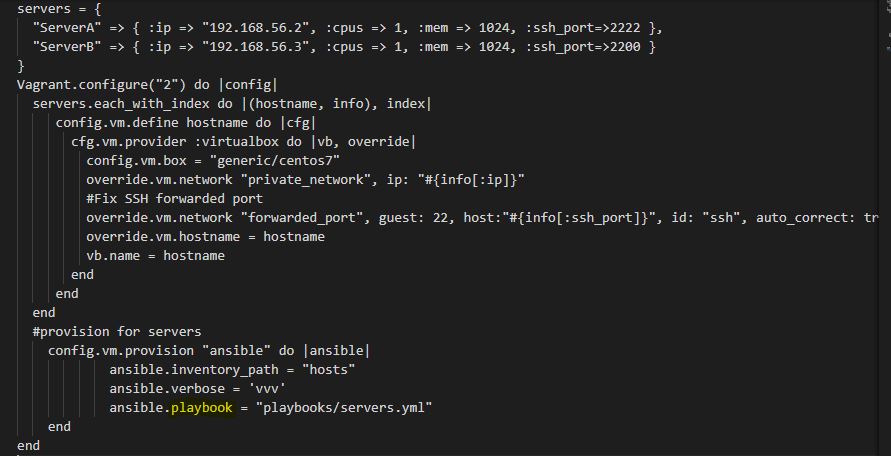 servers = {
  "ServerA" => { :ip => "192.168.56.2", :cpus => 1, :mem => 1024, :ssh_port=>2222 },
  "ServerB" => { :ip => "192.168.56.3", :cpus => 1, :mem => 1024, :ssh_port=>2200 }
}
Vagrant.configure("2") do |config|
  servers.each_with_index do |(hostname, info), index|
     config.vm.define hostname do |cfg|
       cfg.vm.provider :virtualbox do |vb, override|
         config.vm.box = "generic/centos7"
         override.vm.network "private_network", ip: "#{info[:ip]}"
         #Fix SSH forwarded port
         override.vm.network "forwarded_port", guest: 22, host:"#{info[:ssh_port]}", id: "ssh", auto_correct: tr
         override.vm.hostname = hostname
         vb.name = hostname
       end
     end
  end
  #provision for servers
    config.vm.provision "ansible" do |ansible|
            ansible.inventory_path = "hosts"
            ansible.verbose = 'vvv'
            ansible.playbook = "playbooks/servers.yml"
    end
end